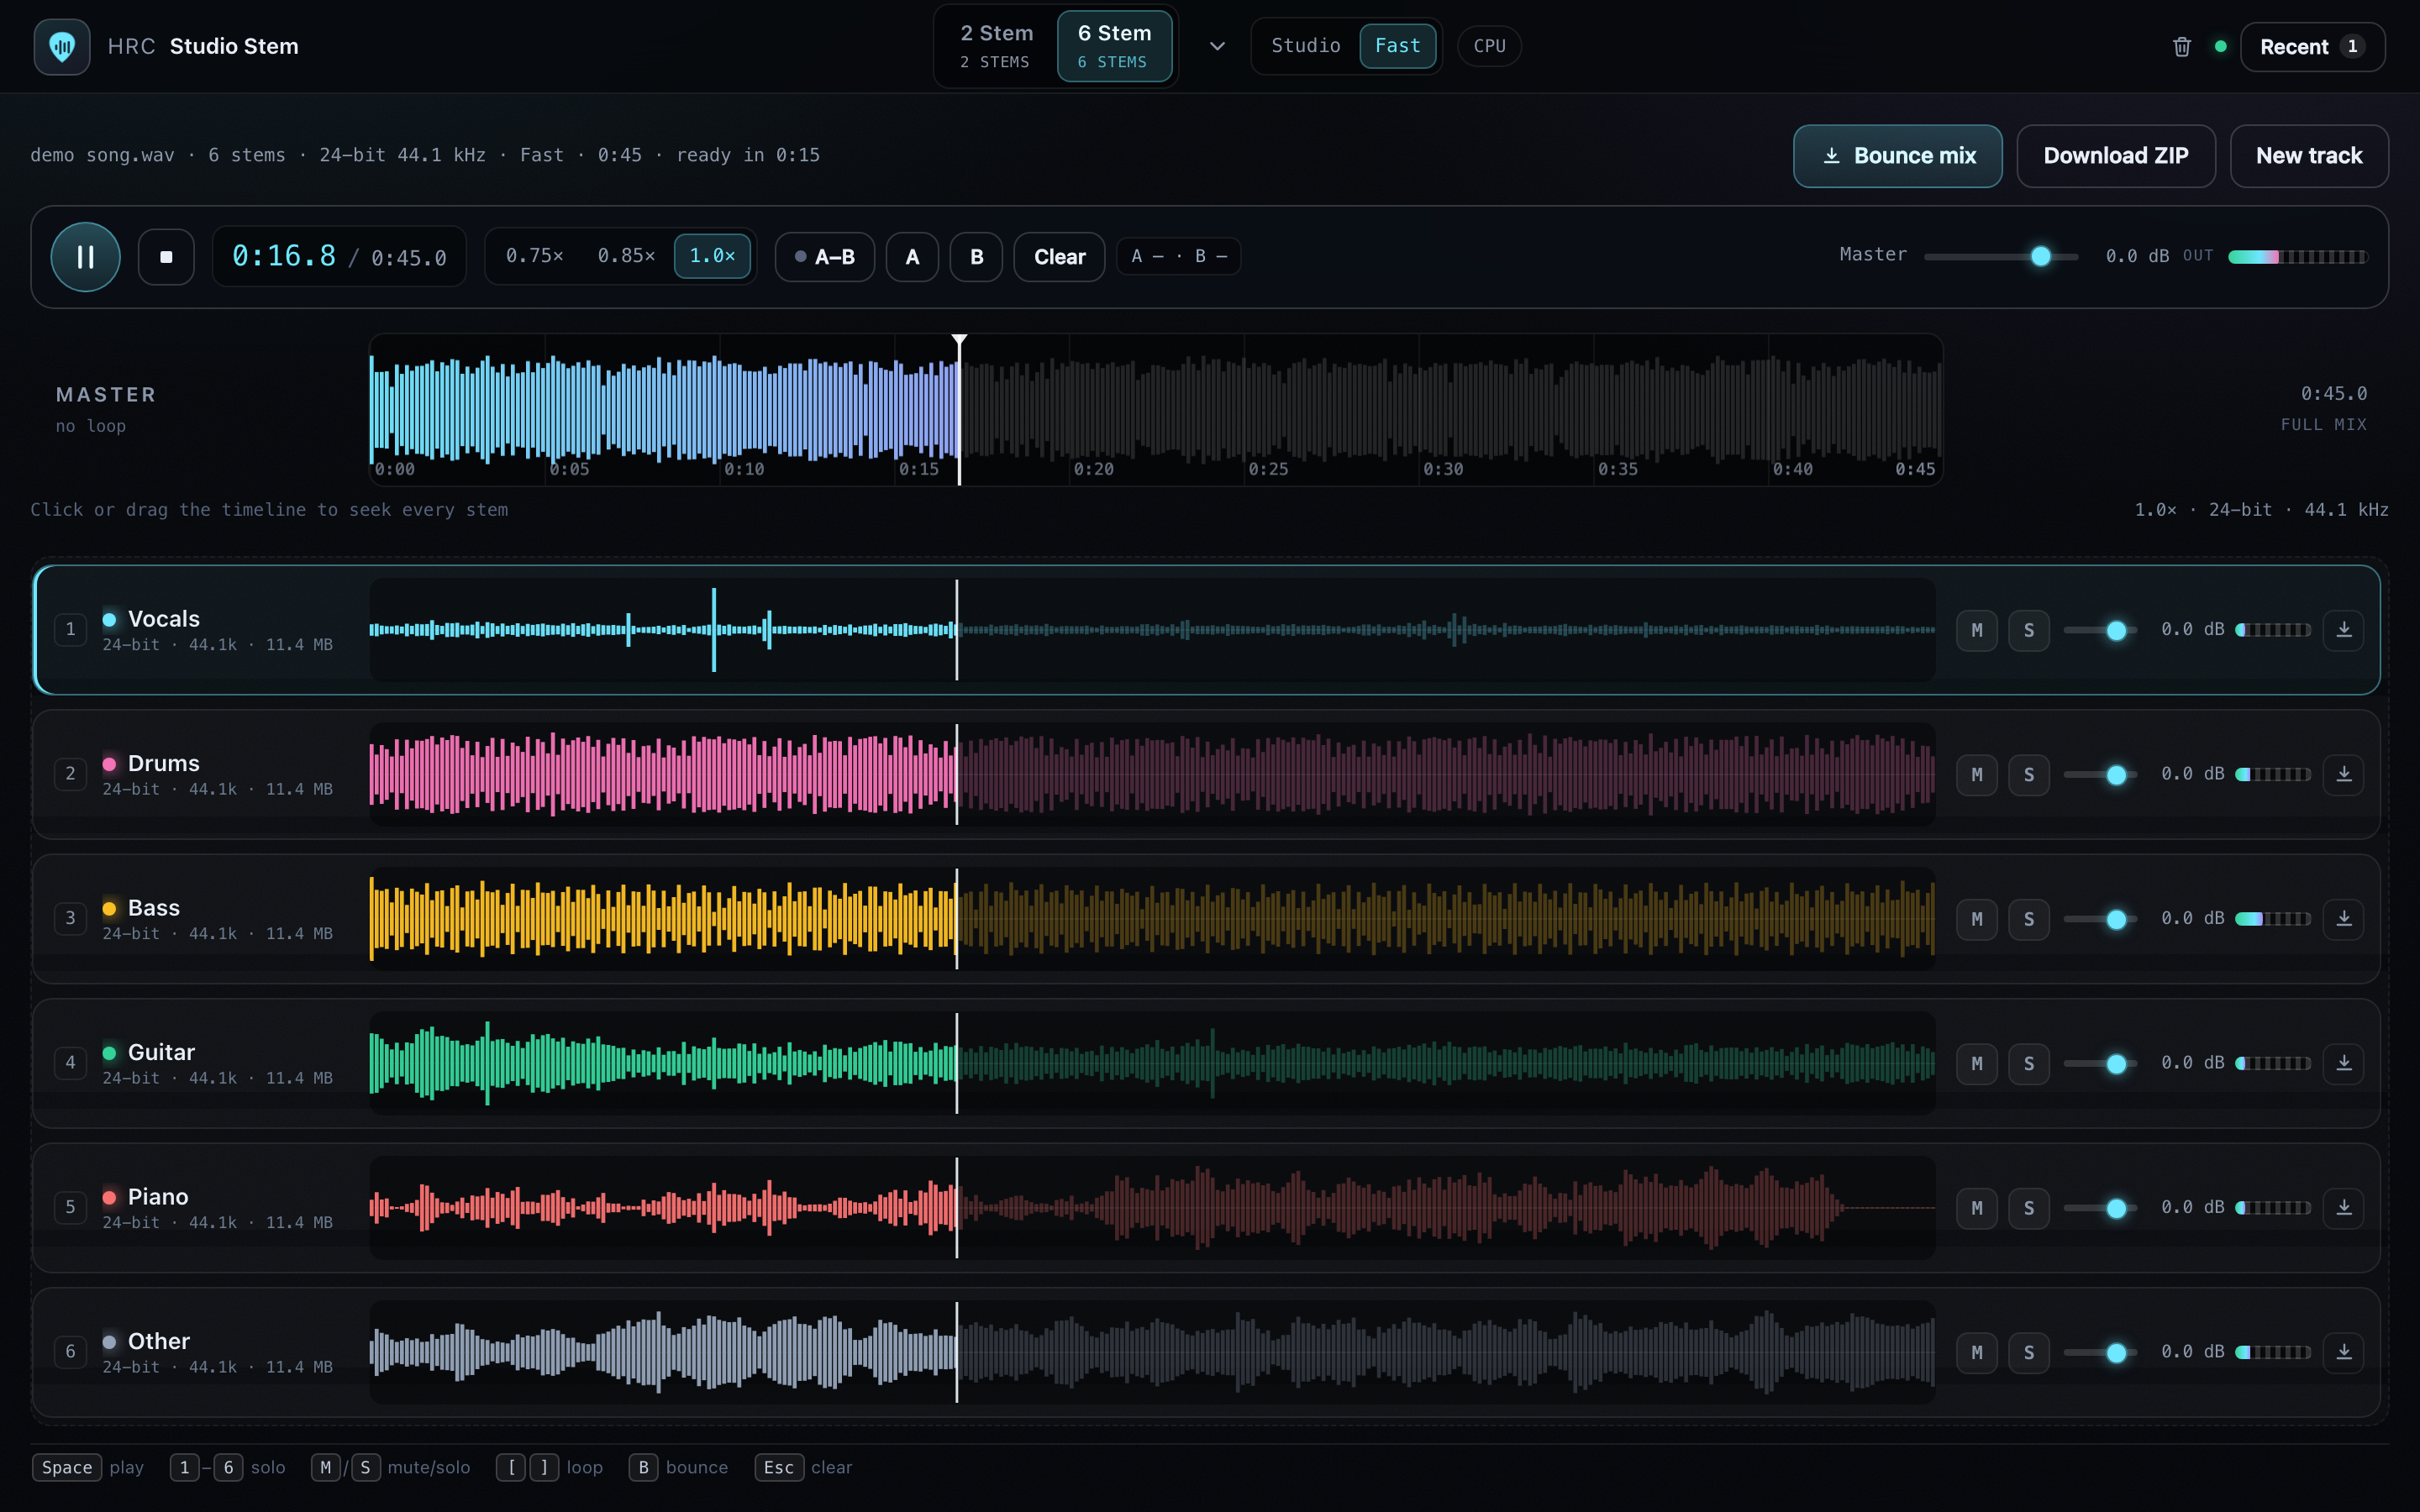 HRC Studio Stem
2 Stem
2 STEMS
6 Stem
6 STEMS
Studio
Fast
CPU
Recent 1
demo song.wav · 6 stems · 24-bit 44.1 kHz · Fast · 0:45 · ready in 0:15
Bounce mix
Download ZIP
New track
0:16.8 / 0:45.0
0.75× 0.85× 1.0×
A–B
A
B
Clear
A — · B —
Master
0.0 dB OUT
MASTER
no loop
0:00 0:05 0:10 0:15 0:20 0:25 0:30 0:35 0:40 0:45
0:45.0
FULL MIX
Click or drag the timeline to seek every stem
1.0× · 24-bit · 44.1 kHz
1 Vocals
24-bit · 44.1k · 11.4 MB
M S 0.0 dB
2 Drums
24-bit · 44.1k · 11.4 MB
M S 0.0 dB
3 Bass
24-bit · 44.1k · 11.4 MB
M S 0.0 dB
4 Guitar
24-bit · 44.1k · 11.4 MB
M S 0.0 dB
5 Piano
24-bit · 44.1k · 11.4 MB
M S 0.0 dB
6 Other
24-bit · 44.1k · 11.4 MB
M S 0.0 dB
Space play 1–6 solo M/S mute/solo [ ] loop B bounce Esc clear